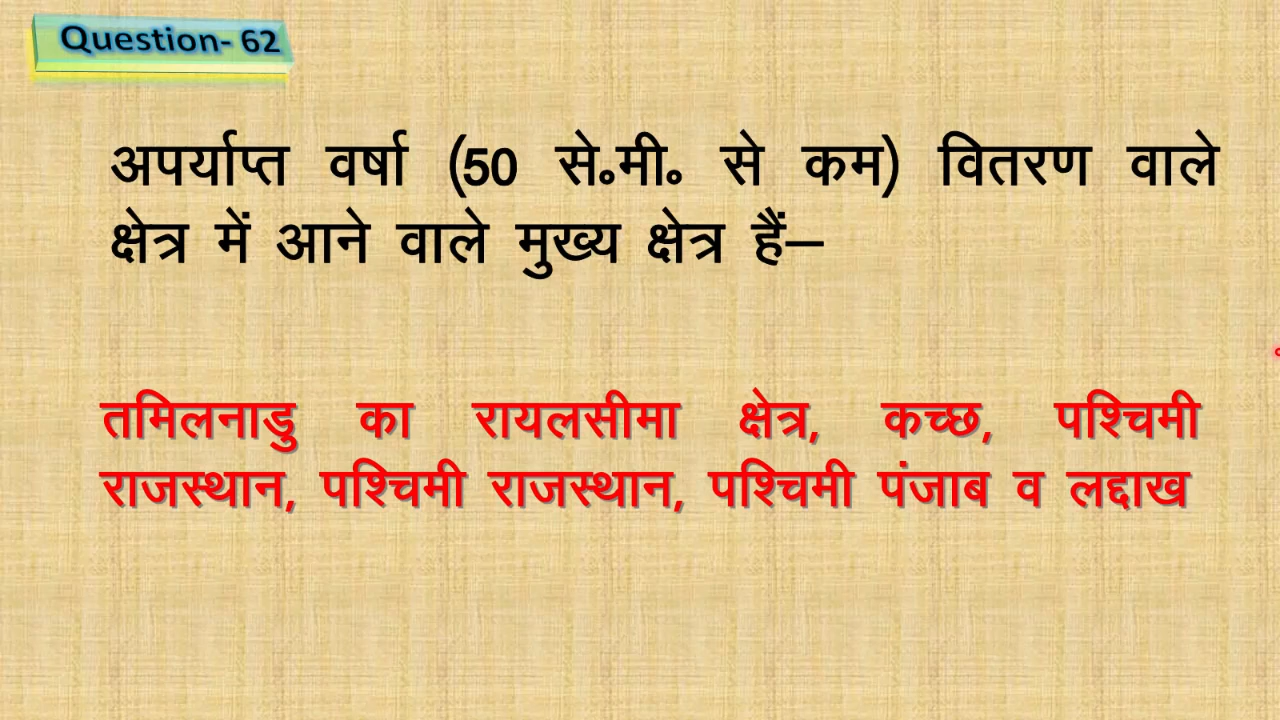 Question- 62
अपर्याप्त वर्षा (50 से॰मी॰ से कम) वितरण वाले
क्षेत्र में आने वाले मुख्य क्षेत्र हैं–
तमिलनाडु का रायलसीमा क्षेत्र, कच्छ, पश्चिमी
राजस्थान, पश्चिमी राजस्थान, पश्चिमी पंजाब व लद्दाख